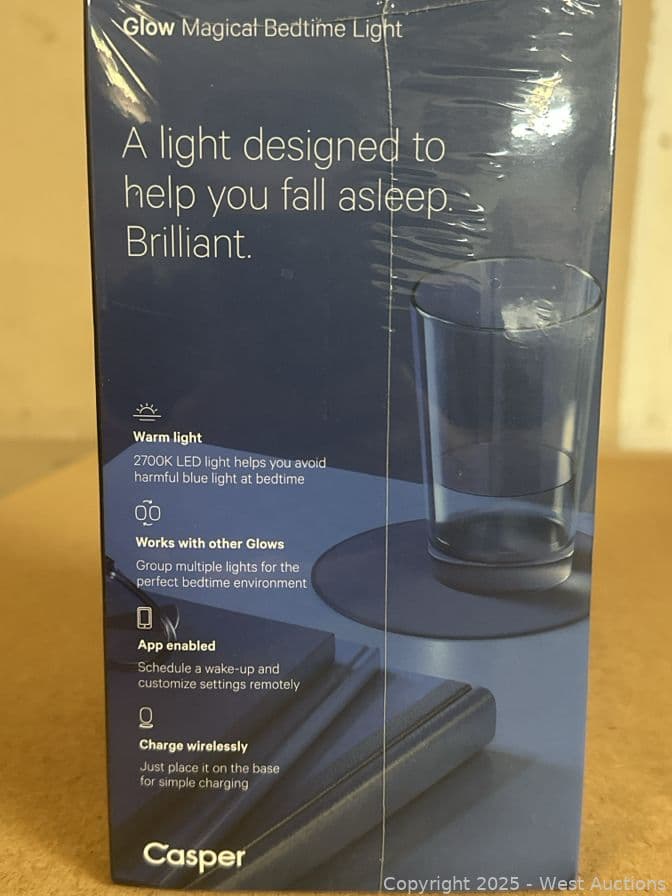 Glow Magical Bedtime Light
A light designed to
help you fall asleep.
Brilliant.
Warm light
2700K LED light helps you avoid
harmful blue light at bedtime
Works with other Glows
Group multiple lights for the
perfect bedtime environment
App enabled
Schedule a wake-up and
customize settings remotely
Charge wirelessly
Just place it on the base
for simple charging
Casper
Copyright 2025 - West Auctions